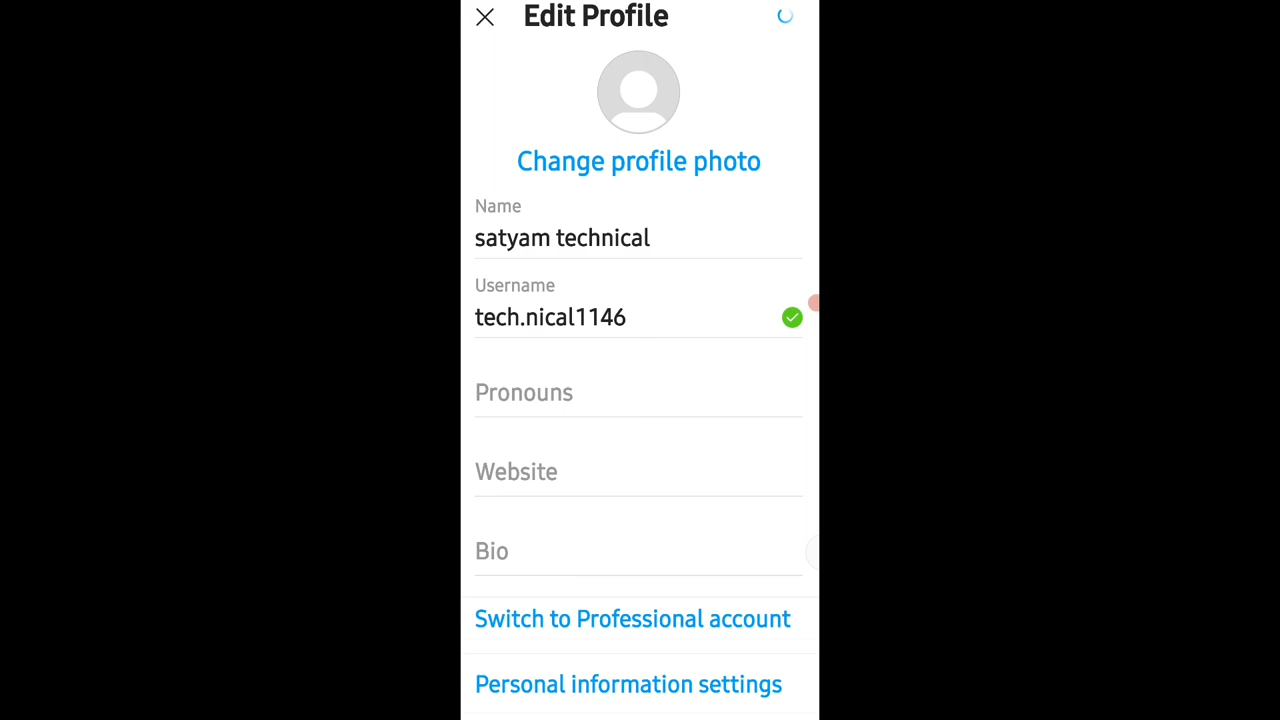 Edit Profile
Change profile photo
Name
satyam technical
Username
tech.nical1146
Pronouns
Website
Bio
Switch to Professional account
Personal information settings